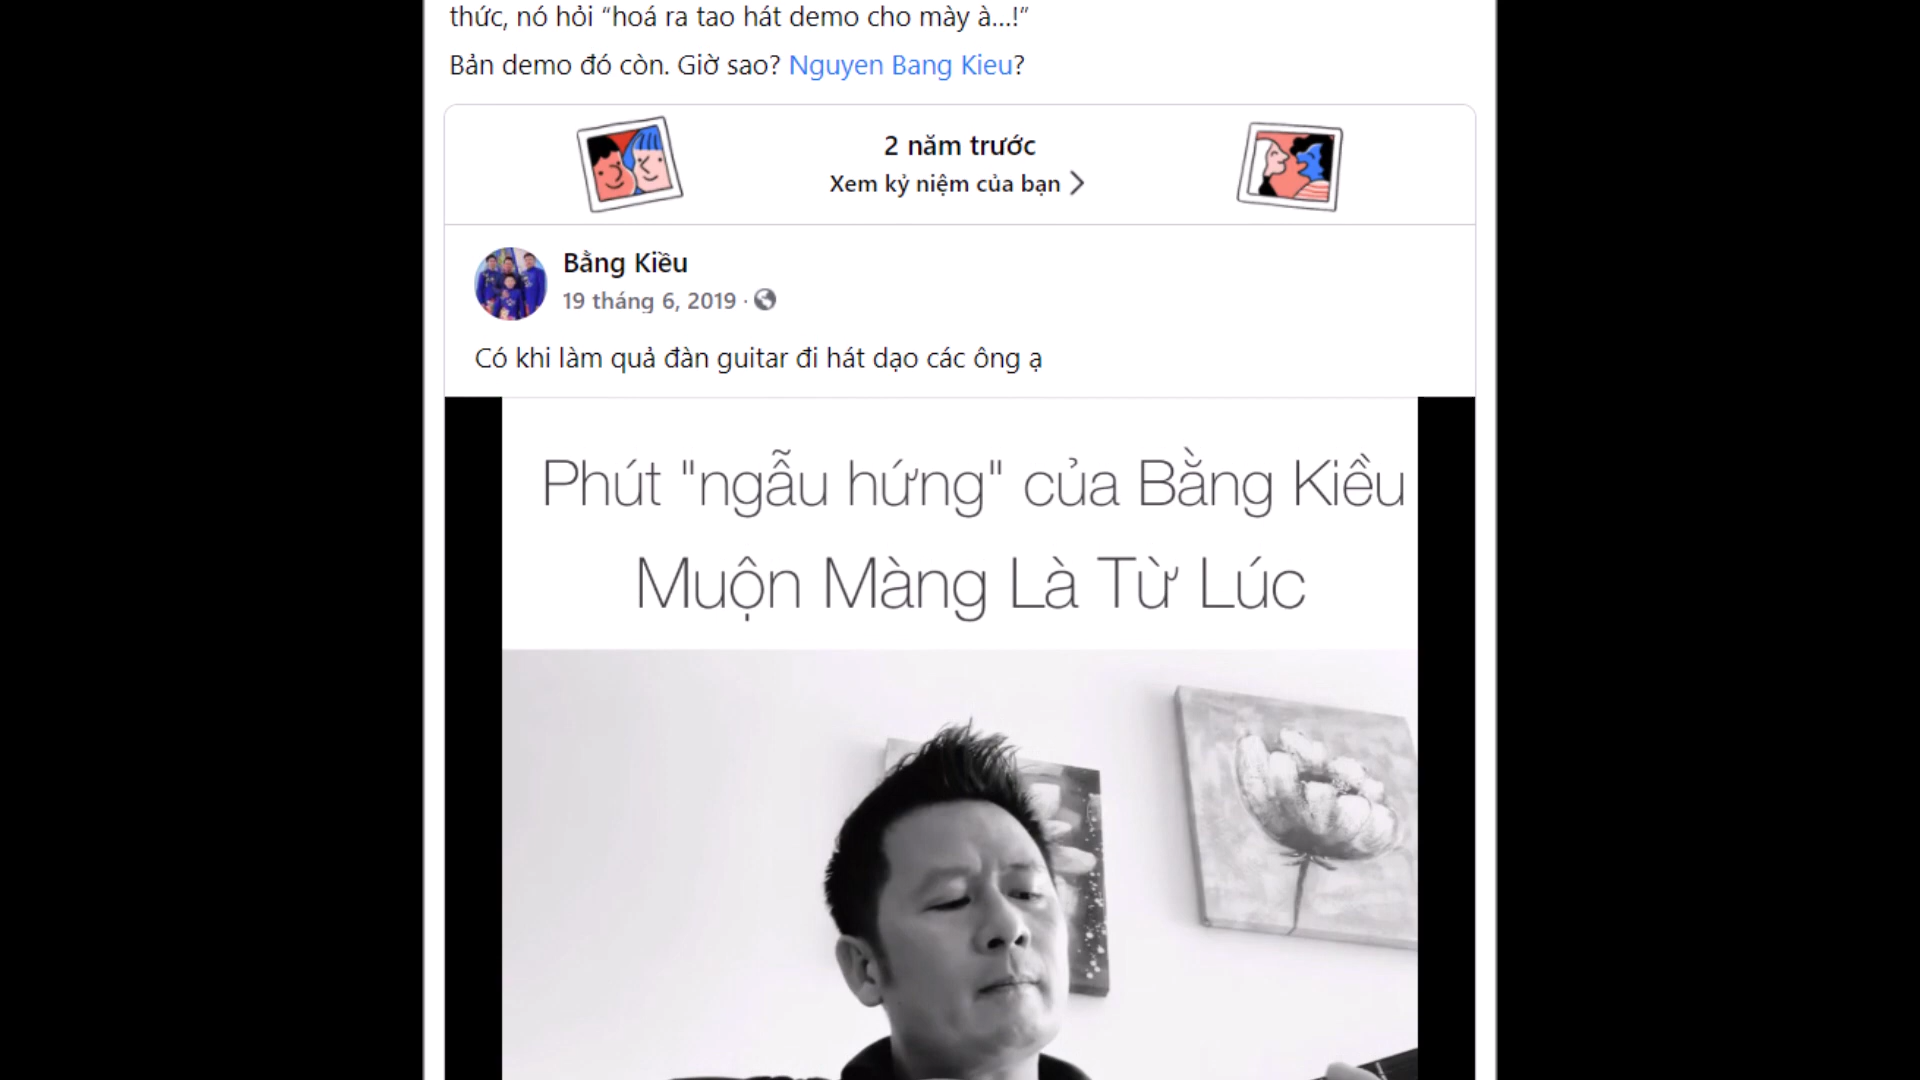 thức, nó hỏi “hoá ra tao hát demo cho mày à...!”
Bản demo đó còn. Giờ sao? Nguyen Bang Kieu?
2 năm trước
Xem kỷ niệm của bạn
Bằng Kiều
19 tháng 6, 2019 ·
Có khi làm quả đàn guitar đi hát dạo các ông ạ
Phút "ngẫu hứng" của Bằng Kiều
Muộn Màng Là Từ Lúc